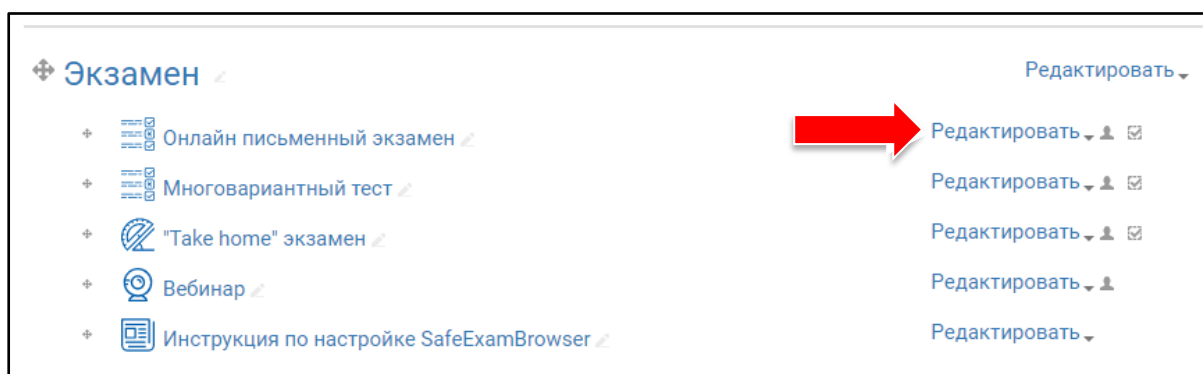 Экзамен Редактировать
Онлайн письменный экзамен Редактировать
Многовариантный тест Редактировать
"Take home" экзамен Редактировать
Вебинар Редактировать
Инструкция по настройке SafeExamBrowser Редактировать